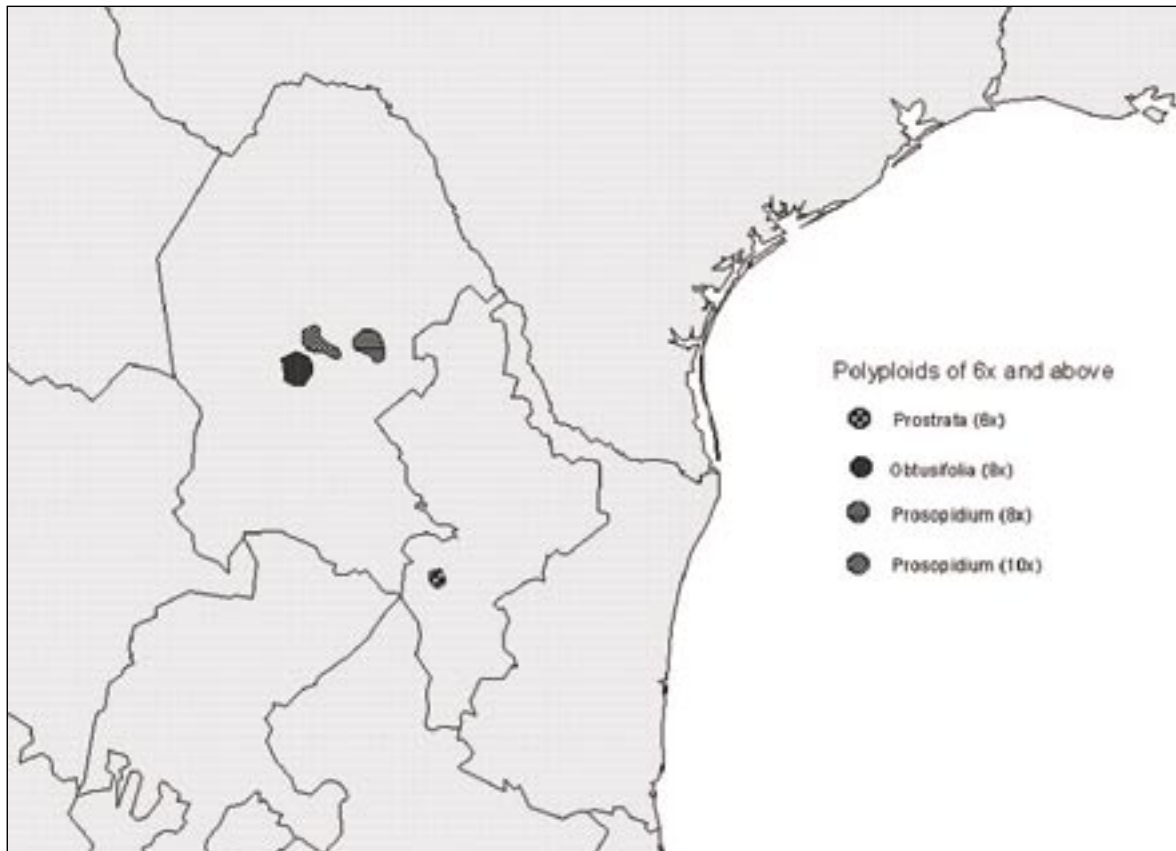 Polyploids of 6x and above
Prostrata (6x)
Obtusifolia (8x)
Prosopidium (8x)
Prosopidium (10x)